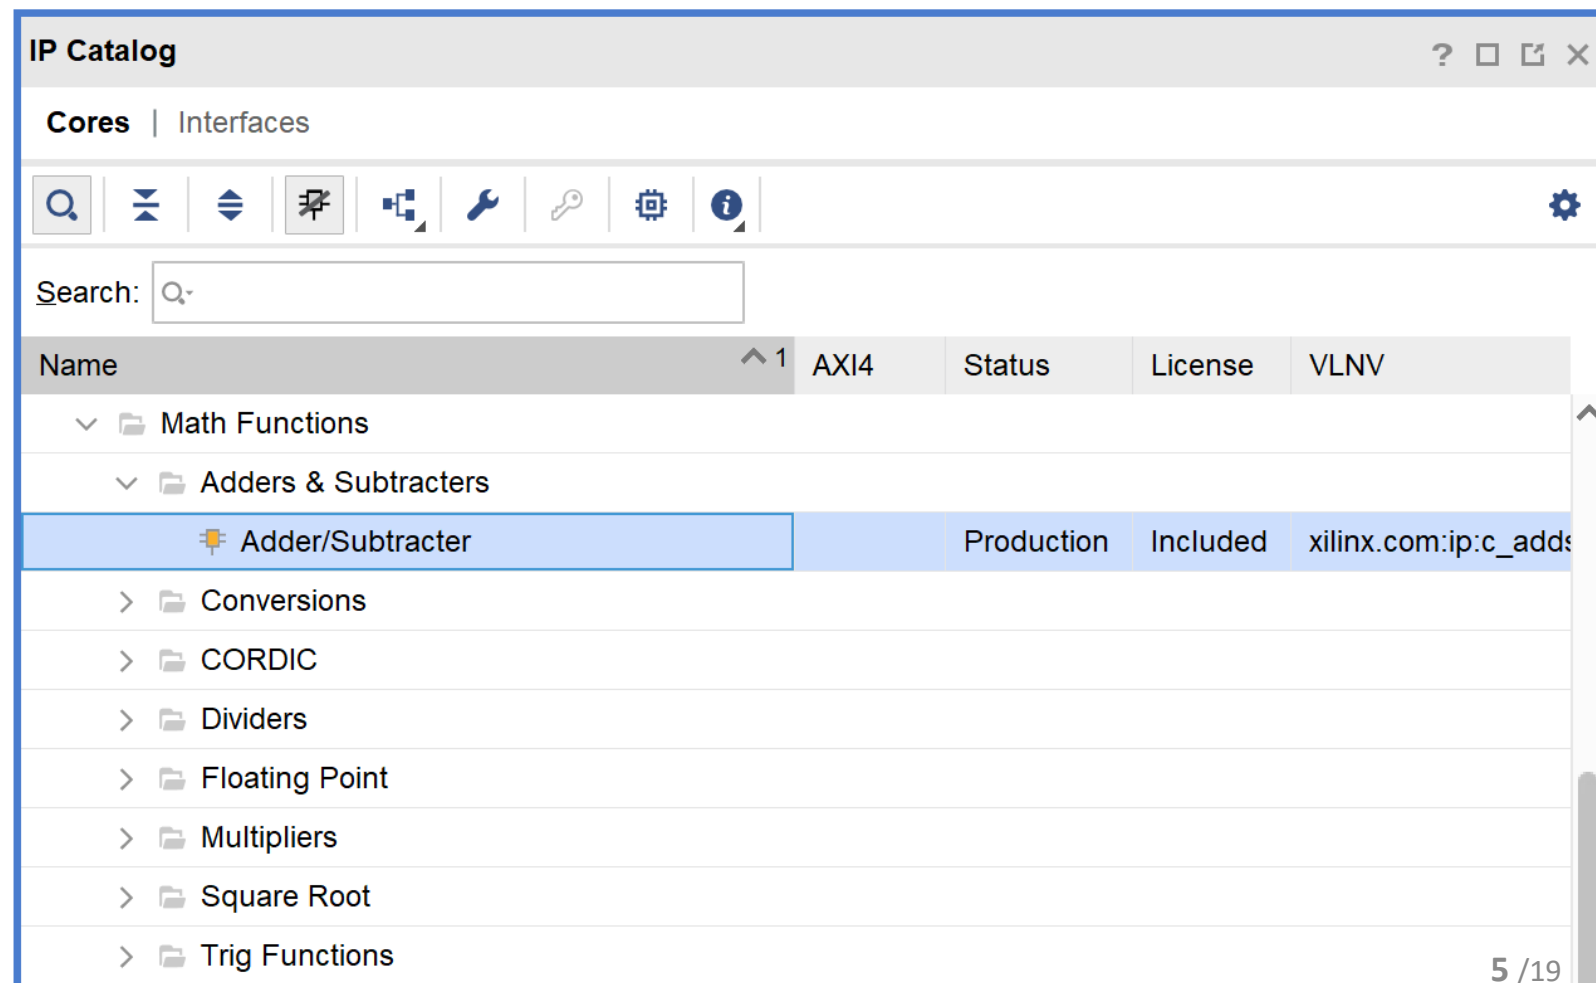 IP Catalog
Cores | Interfaces
Search:
Name 1 AXI4 Status License VLNV
Math Functions
Adders & Subtracters
Adder/Subtracter Production Included xilinx.com:ip:c_adds
Conversions
CORDIC
Dividers
Floating Point
Multipliers
Square Root
Trig Functions
5 /19